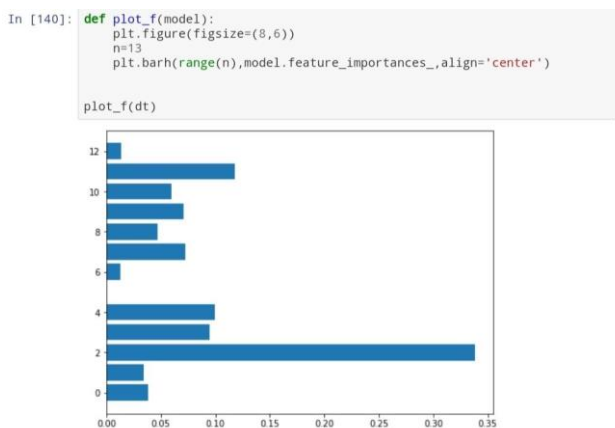 In [140]: def plot_f(model):
    plt.figure(figsize=(8,6))
    n=13
    plt.barh(range(n),model.feature_importances_,align='center')
plot_f(dt)
12
10
8
6
4
2
0
0.00 0.05 0.10 0.15 0.20 0.25 0.30 0.35